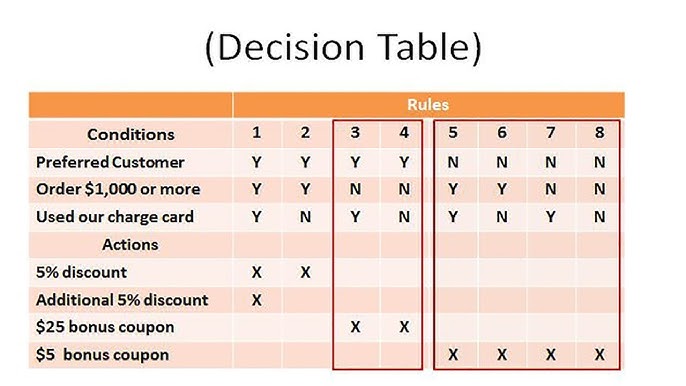 (Decision Table)
Rules
Conditions 1 2 3 4 5 6 7 8
Preferred Customer Y Y Y Y N N N N
Order $1,000 or more Y Y N N Y Y N N
Used our charge card Y N Y N Y N Y N
Actions
5% discount X X
Additional 5% discount X
$25 bonus coupon X X
$5 bonus coupon X X X X